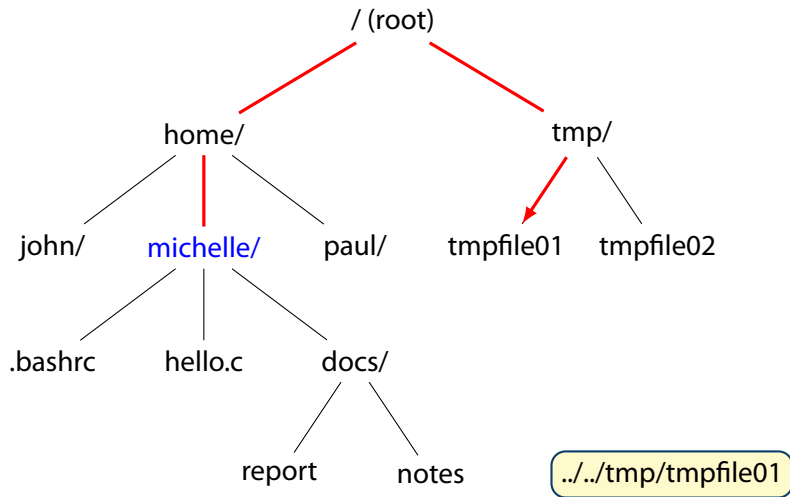 / (root)
home/ tmp/
john/ michelle/ paul/ tmpfile01 tmpfile02
.bashrc hello.c docs/
report notes ../../tmp/tmpfile01